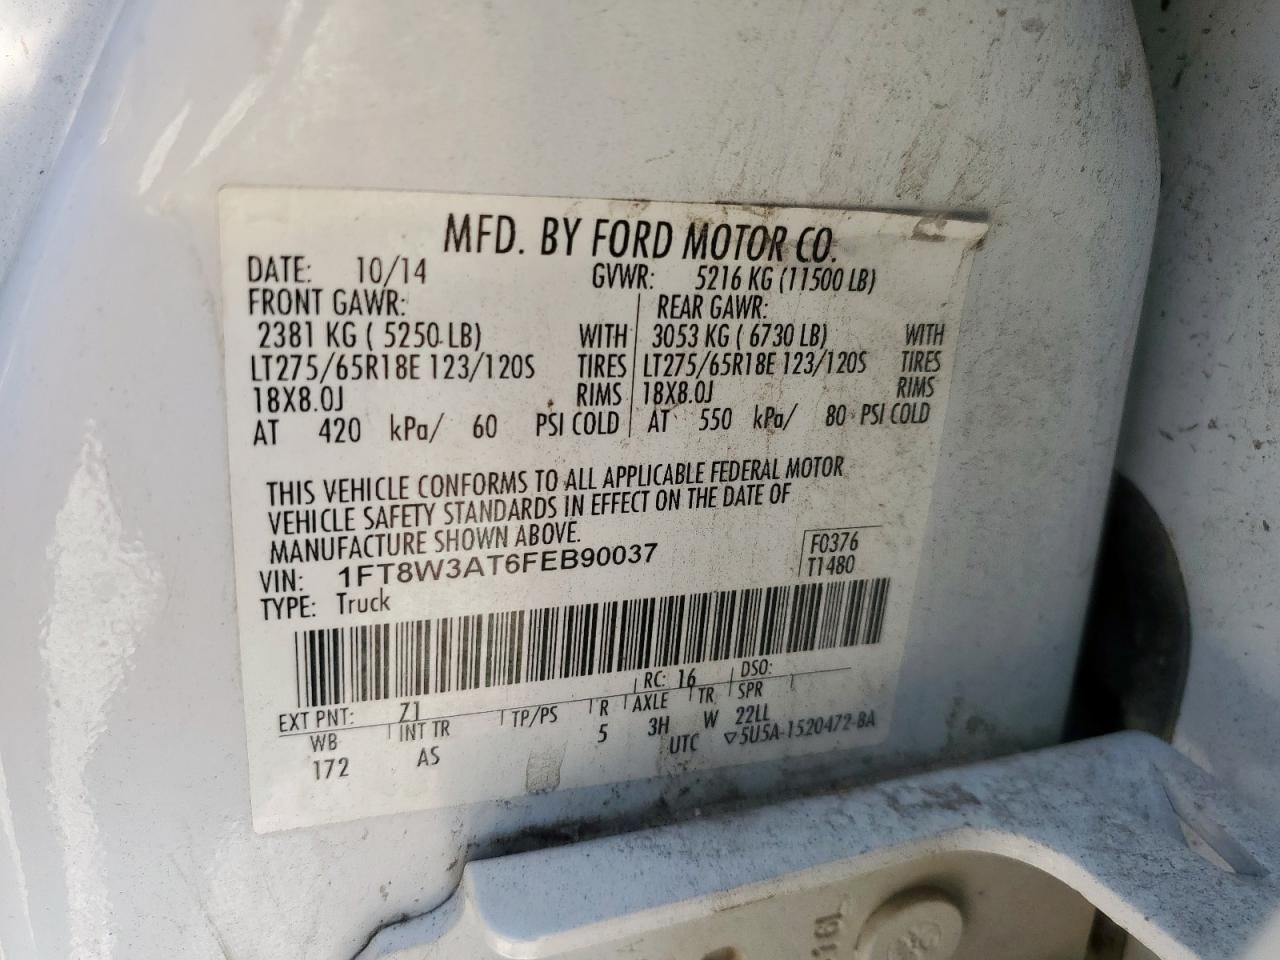 MFD. BY FORD MOTOR CO.
DATE: 10/14 GVWR: 5216 KG (11500 LB)
FRONT GAWR: REAR GAWR:
2381 KG ( 5250 LB) WITH 3053 KG ( 6730 LB) WITH
LT275/65R18E 123/120S TIRES LT275/65R18E 123/120S TIRES
18X8.0J RIMS 18X8.0J RIMS
AT 420 kPa/ 60 PSI COLD AT 550 kPa/ 80 PSI COLD
THIS VEHICLE CONFORMS TO ALL APPLICABLE FEDERAL MOTOR
VEHICLE SAFETY STANDARDS IN EFFECT ON THE DATE OF
MANUFACTURE SHOWN ABOVE.
VIN: 1FT8W3AT6FEB90037 F0376
TYPE: Truck T1480
EXT PNT: Z1 RC: 16 DSO:
WB INT TR TP/PS R AXLE TR SPR
172 AS 5 3H W 22LL
UTC ▽5U5A-1520472-BA